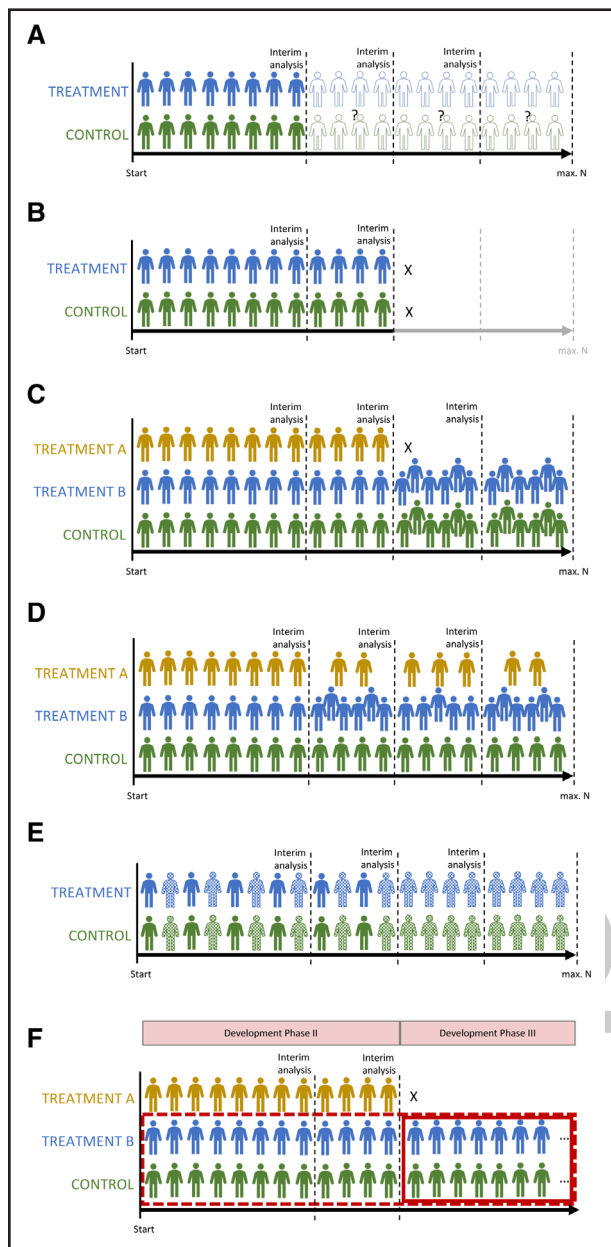 A
Interim
analysis
Interim
analysis
Interim
analysis
TREATMENT
CONTROL
? ? ?
Start max. N
B
Interim
analysis
Interim
analysis
TREATMENT X
CONTROL X
Start max. N
C
Interim
analysis
Interim
analysis
Interim
analysis
TREATMENT A X
TREATMENT B
CONTROL
Start max. N
D
Interim
analysis
Interim
analysis
Interim
analysis
TREATMENT A
TREATMENT B
CONTROL
Start max. N
E
Interim
analysis
Interim
analysis
Interim
analysis
TREATMENT
CONTROL
Start max. N
F
Development Phase II Development Phase III
Interim
analysis
Interim
analysis
TREATMENT A X
TREATMENT B ...
CONTROL ...
Start